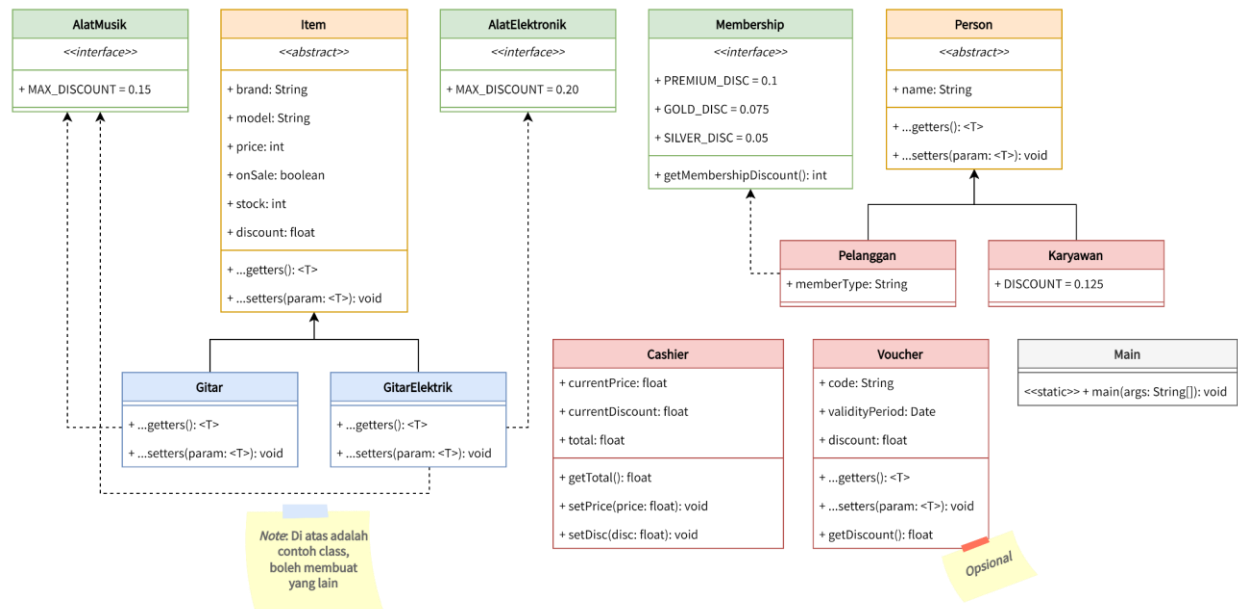 AlatMusik
<<interface>>
+ MAX_DISCOUNT = 0.15
Item
<<abstract>>
+ brand: String
+ model: String
+ price: int
+ onSale: boolean
+ stock: int
+ discount: float
+ ...getters(): <T>
+ ...setters(param: <T>): void
AlatElektronik
<<interface>>
+ MAX_DISCOUNT = 0.20
Membership
<<interface>>
+ PREMIUM_DISC = 0.1
+ GOLD_DISC = 0.075
+ SILVER_DISC = 0.05
+ getMembershipDiscount(): int
Person
<<abstract>>
+ name: String
+ ...getters(): <T>
+ ...setters(param: <T>): void
Pelanggan
+ memberType: String
Karyawan
+ DISCOUNT = 0.125
Gitar
+ ...getters(): <T>
+ ...setters(param: <T>): void
GitarElektrik
+ ...getters(): <T>
+ ...setters(param: <T>): void
Cashier
+ currentPrice: float
+ currentDiscount: float
+ total: float
+ getTotal(): float
+ setPrice(price: float): void
+ setDisc(disc: float): void
Voucher
+ code: String
+ validityPeriod: Date
+ discount: float
+ ...getters(): <T>
+ ...setters(param: <T>): void
+ getDiscount(): float
Main
<<static>> + main(args: String[]): void
Note: Di atas adalah
contoh class,
boleh membuat
yang lain
Opsional